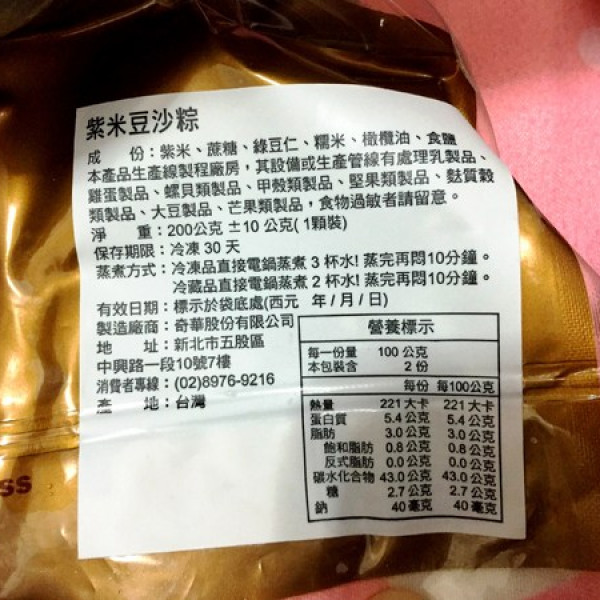 紫米豆沙粽
成　份：紫米、蔗糖、綠豆仁、糯米、橄欖油、食鹽
本產品生產線製程廠房，其設備或生產管線有處理乳製品、
雞蛋製品、螺貝類製品、甲殼類製品、堅果類製品、麩質穀
類製品、大豆製品、芒果類製品，食物過敏者請留意。
淨　重：200公克 ±10 公克(1顆裝)
保存期限：冷凍 30 天
蒸煮方式：冷凍品直接電鍋蒸煮 3 杯水! 蒸完再悶10分鐘。
冷藏品直接電鍋蒸煮 2 杯水! 蒸完再悶10分鐘。
有效日期：標示於袋底處(西元 年/月/日)
製造廠商：奇華股份有限公司
地　址：新北市五股區
中興路一段10號7樓
消費者專線：(02)8976-9216
產　地：台灣
營養標示
每一份量 100 公克
本包裝含 2 份
每份 每100公克
熱量 221 大卡 221 大卡
蛋白質 5.4 公克 5.4 公克
脂肪 3.0 公克 3.0 公克
飽和脂肪 0.8 公克 0.8 公克
反式脂肪 0.0 公克 0.0 公克
碳水化合物 43.0 公克 43.0 公克
糖 2.7 公克 2.7 公克
鈉 40 毫克 40 毫克
ss